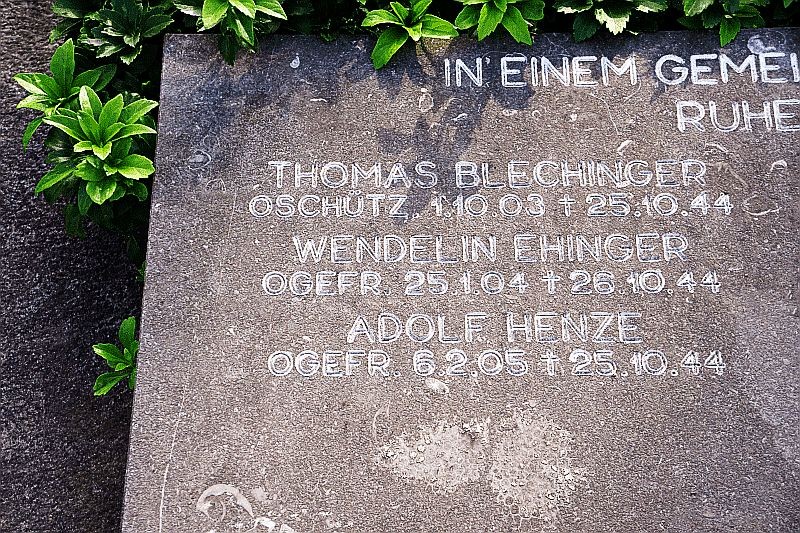 IN EINEM GEMEI
RUHE
THOMAS BLECHINGER
OSCHÜTZ. 1.10.03 † 25.10.44
WENDELIN EHINGER
OGEFR. 25.1.04 † 26.10.44
ADOLF HENZE
OGEFR. 6.2.05 † 25.10.44